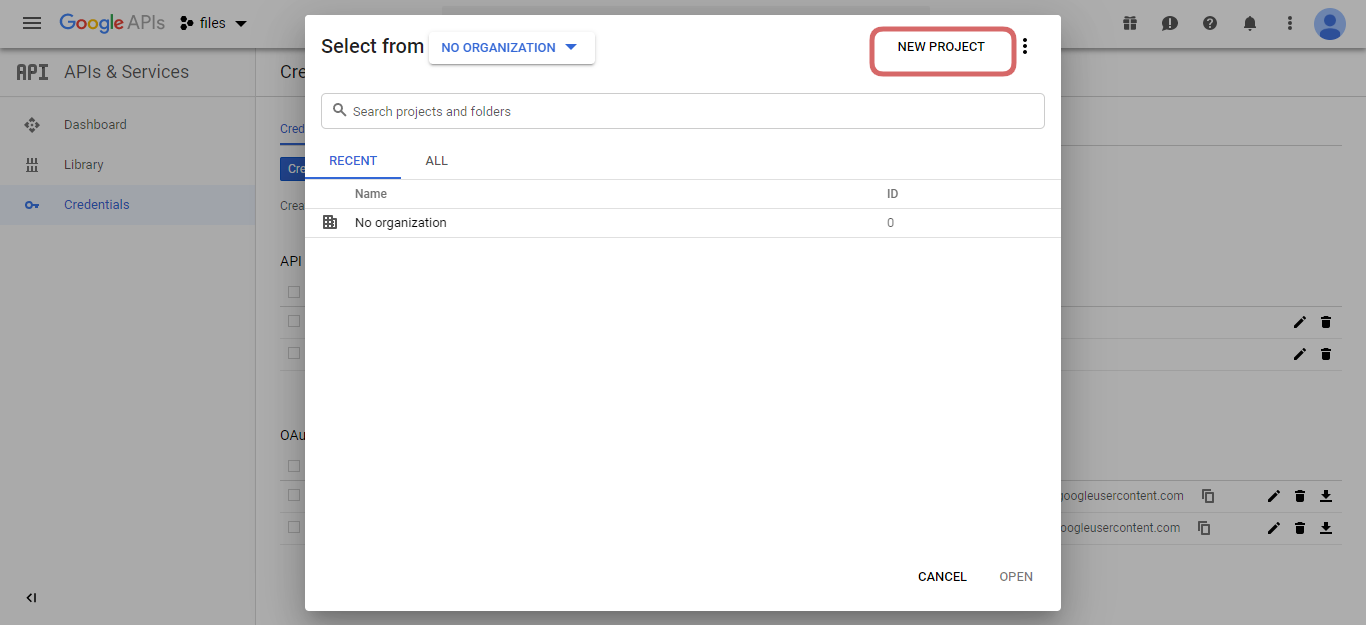 Google APIs files
API APIs & Services
Dashboard
Library
Credentials
Cre
Cred
Cre
Crea
API
OAu
Select from NO ORGANIZATION NEW PROJECT
Search projects and folders
RECENT ALL
Name ID
No organization 0
googleusercontent.com
oogleusercontent.com
CANCEL OPEN